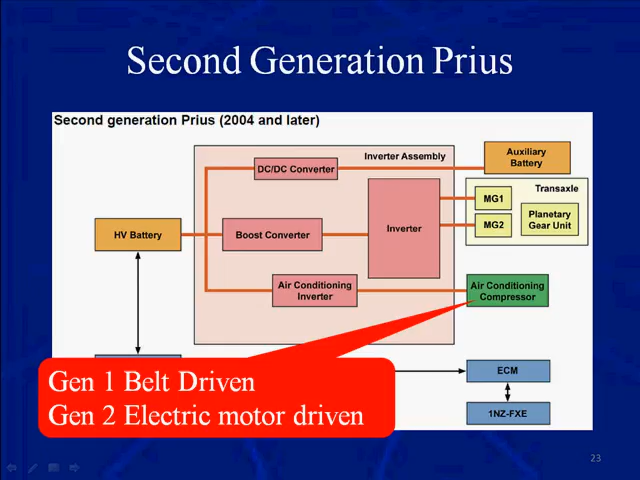 Second Generation Prius
Second generation Prius (2004 and later)
Inverter Assembly
Auxiliary
Battery
DC/DC Converter
Transaxle
MG1
MG2
Planetary
Gear Unit
HV Battery
Boost Converter
Inverter
Air Conditioning
Inverter
Air Conditioning
Compressor
Gen 1 Belt Driven
Gen 2 Electric motor driven
ECM
1NZ-FXE
23